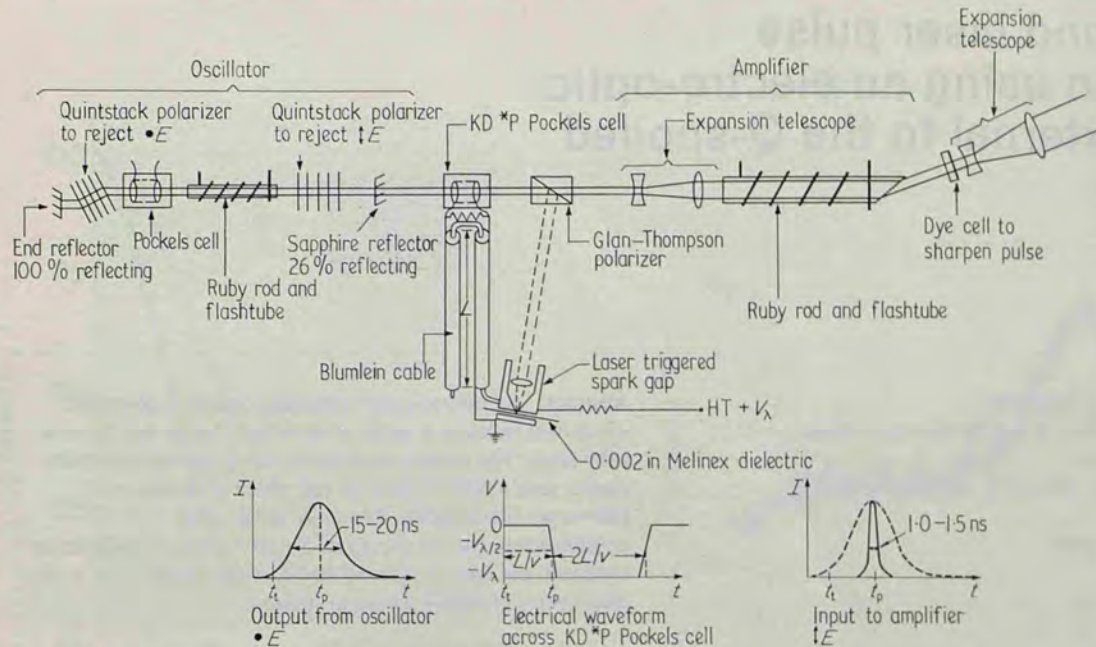 Expansion
telescope
Oscillator
Amplifier
Quintstack polarizer
to reject •E
Quintstack polarizer
to reject ↕E
KD *P Pockels cell
Expansion telescope
End reflector
100 % reflecting
Pockels cell
Ruby rod and
flashtube
Sapphire reflector
26 % reflecting
Glan–Thompson
polarizer
Dye cell to
sharpen pulse
Ruby rod and flashtube
L
Blumlein cable
Laser triggered
spark gap
HT + Vλ
0·002 in Melinex dielectric
I
15–20 ns
tt
tp
t
Output from oscillator
• E
V
0
−Vλ/2
−Vλ
L/v
2L/v
tt
tp
t
Electrical waveform
across KD *P Pockels cell
I
1·0–1·5 ns
tt
tp
t
Input to amplifier
↕E